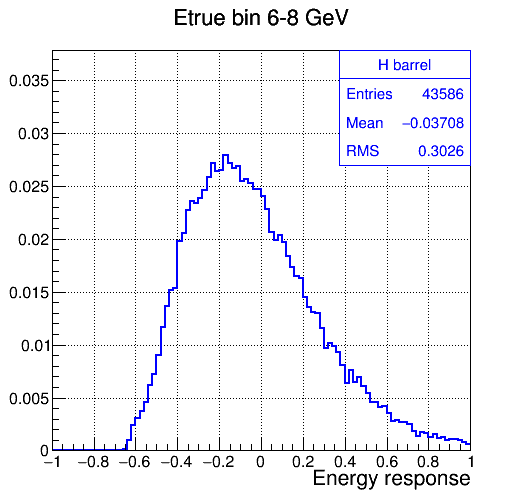 Etrue bin 6-8 GeV
H barrel
Entries 43586
Mean −0.03708
RMS 0.3026
0.035
0.03
0.025
0.02
0.015
0.01
0.005
0
−1 −0.8 −0.6 −0.4 −0.2 0 0.2 0.4 0.6 0.8 1
Energy response